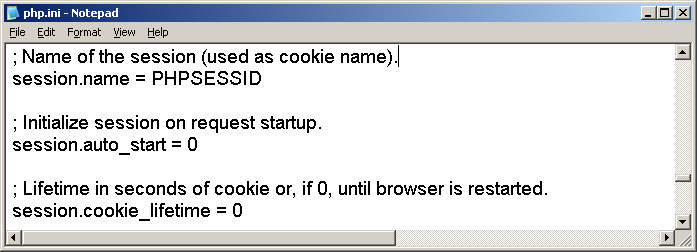 php.ini - Notepad
File Edit Format View Help
; Name of the session (used as cookie name).
session.name = PHPSESSID
; Initialize session on request startup.
session.auto_start = 0
; Lifetime in seconds of cookie or, if 0, until browser is restarted.
session.cookie_lifetime = 0